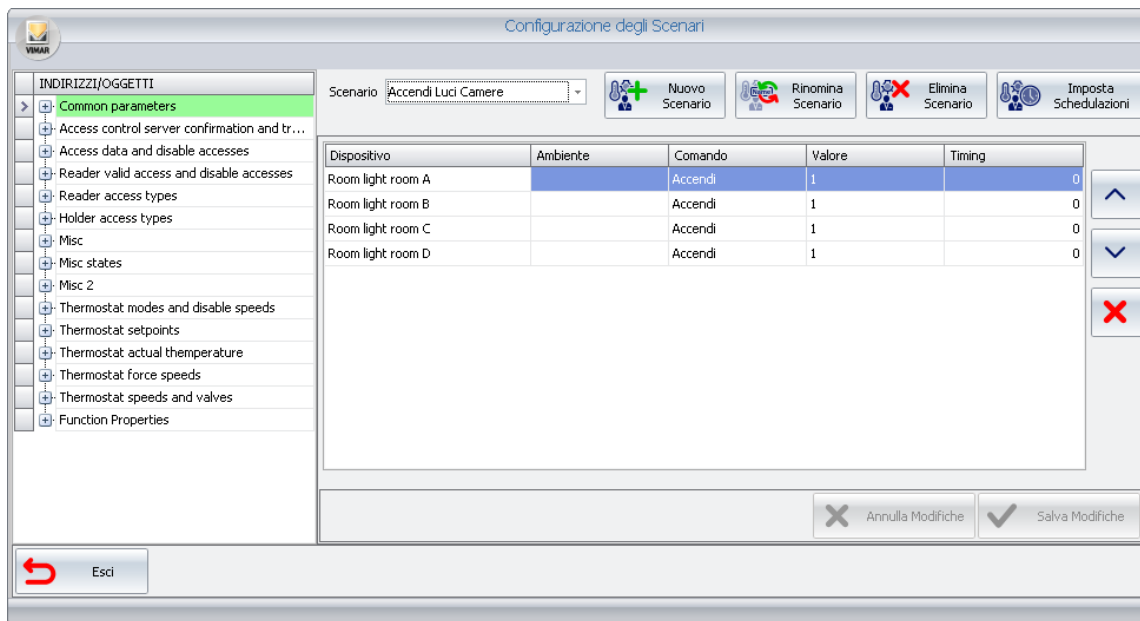 Configurazione degli Scenari
VIMAR
INDIRIZZI/OGGETTI
Common parameters
Access control server confirmation and tr...
Access data and disable accesses
Reader valid access and disable accesses
Reader access types
Holder access types
Misc
Misc states
Misc 2
Thermostat modes and disable speeds
Thermostat setpoints
Thermostat actual themperature
Thermostat force speeds
Thermostat speeds and valves
Function Properties
Scenario Accendi Luci Camere
Nuovo
Scenario
Rinomina
Scenario
Elimina
Scenario
Imposta
Schedulazioni
Dispositivo Ambiente Comando Valore Timing
Room light room A Accendi 1 0
Room light room B Accendi 1 0
Room light room C Accendi 1 0
Room light room D Accendi 1 0
Annulla Modifiche Salva Modifiche
Esci